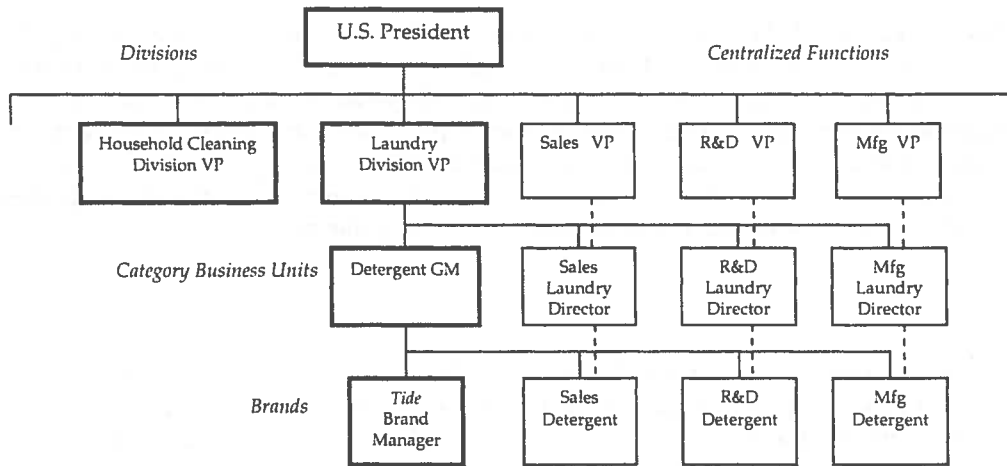 U.S. President
Divisions
Centralized Functions
Household Cleaning
Division VP
Laundry
Division VP
Sales VP
R&D VP
Mfg VP
Category Business Units
Detergent GM
Sales
Laundry
Director
R&D
Laundry
Director
Mfg
Laundry
Director
Brands
Tide
Brand
Manager
Sales
Detergent
R&D
Detergent
Mfg
Detergent